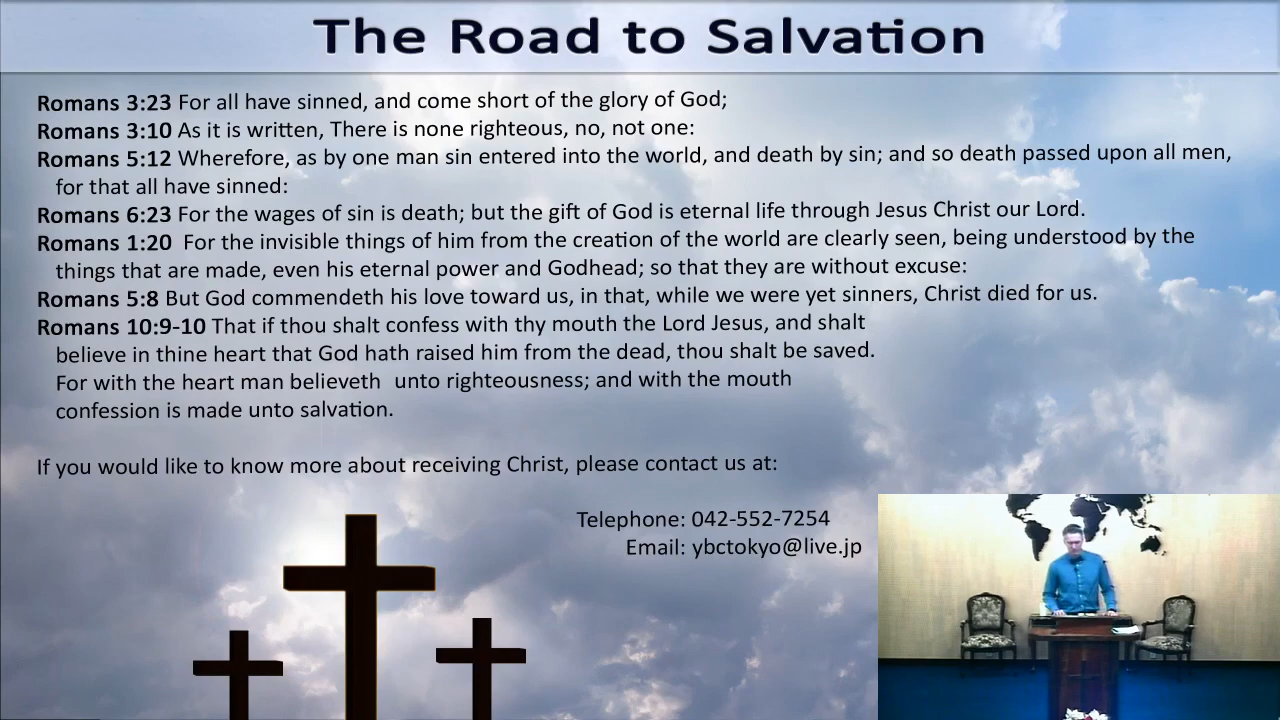 The Road to Salvation
Romans 3:23 For all have sinned, and come short of the glory of God;
Romans 3:10 As it is written, There is none righteous, no, not one:
Romans 5:12 Wherefore, as by one man sin entered into the world, and death by sin; and so death passed upon all men,
for that all have sinned:
Romans 6:23 For the wages of sin is death; but the gift of God is eternal life through Jesus Christ our Lord.
Romans 1:20 For the invisible things of him from the creation of the world are clearly seen, being understood by the
things that are made, even his eternal power and Godhead; so that they are without excuse:
Romans 5:8 But God commendeth his love toward us, in that, while we were yet sinners, Christ died for us.
Romans 10:9-10 That if thou shalt confess with thy mouth the Lord Jesus, and shalt
believe in thine heart that God hath raised him from the dead, thou shalt be saved.
For with the heart man believeth unto righteousness; and with the mouth
confession is made unto salvation.
If you would like to know more about receiving Christ, please contact us at:
Telephone: 042-552-7254
Email: ybctokyo@live.jp